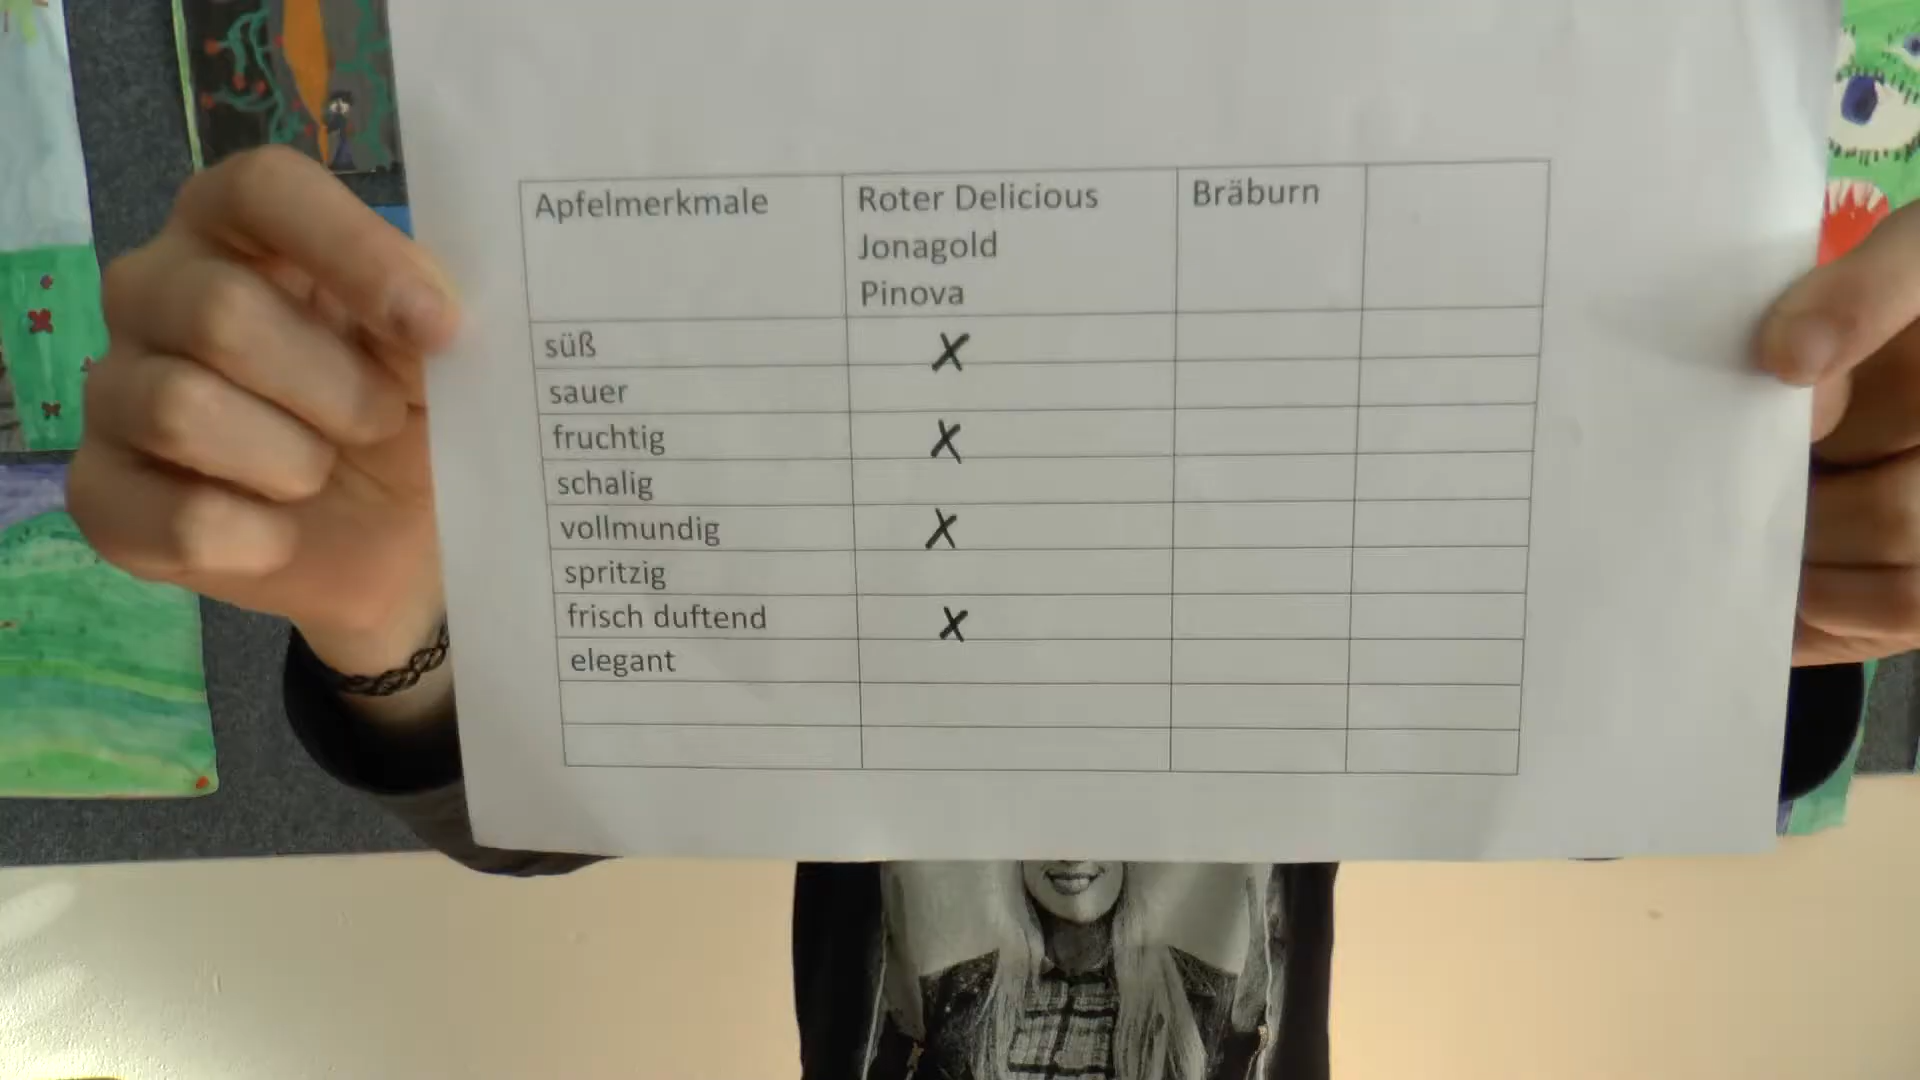 Apfelmerkmale
Roter Delicious
Jonagold
Pinova
Bräburn
süß X
sauer
fruchtig X
schalig
vollmundig X
spritzig
frisch duftend X
elegant